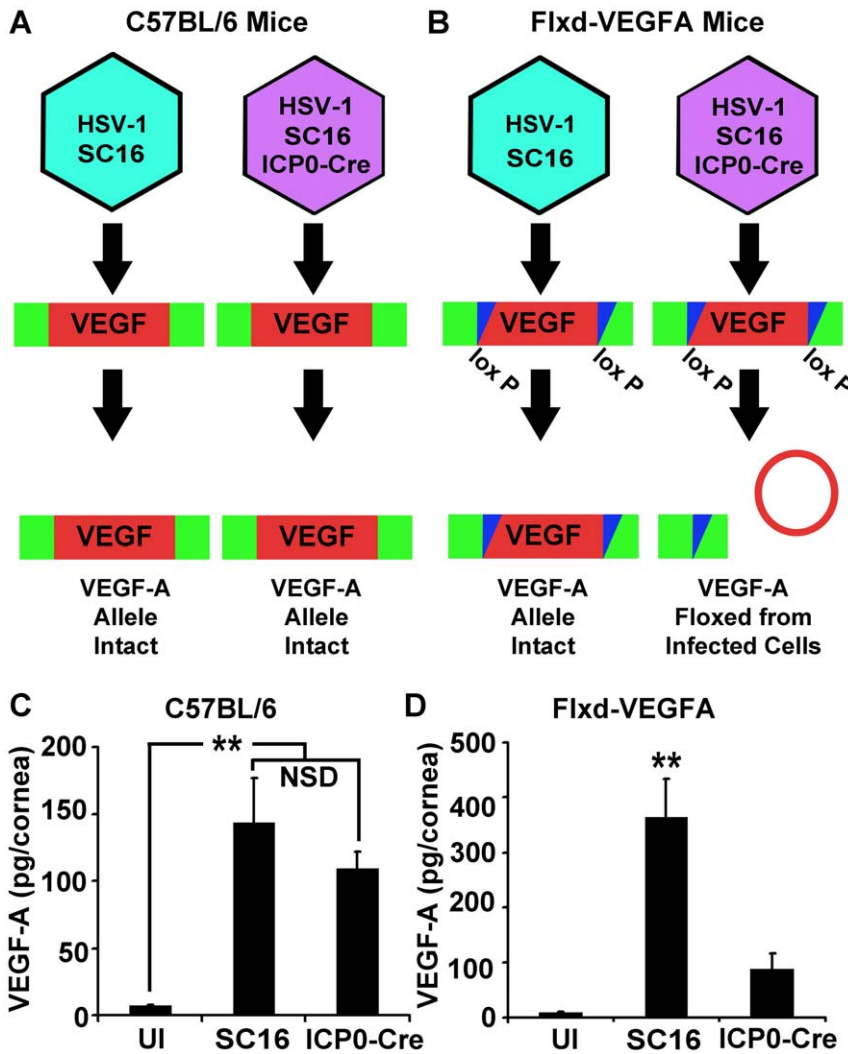 A
C57BL/6 Mice
B
Flxd-VEGFA Mice
HSV-1
SC16
HSV-1
SC16
ICP0-Cre
HSV-1
SC16
HSV-1
SC16
ICP0-Cre
VEGF
VEGF
VEGF
VEGF
lox P
lox P
lox P
lox P
VEGF
VEGF
VEGF
VEGF-A
Allele
Intact
VEGF-A
Allele
Intact
VEGF-A
Allele
Intact
VEGF-A
Floxed from
Infected Cells
C
C57BL/6
VEGF-A (pg/cornea)
200
150
100
50
0
**
NSD
UI
SC16
ICP0-Cre
D
Flxd-VEGFA
VEGF-A (pg/cornea)
500
400
300
200
100
0
**
UI
SC16
ICP0-Cre